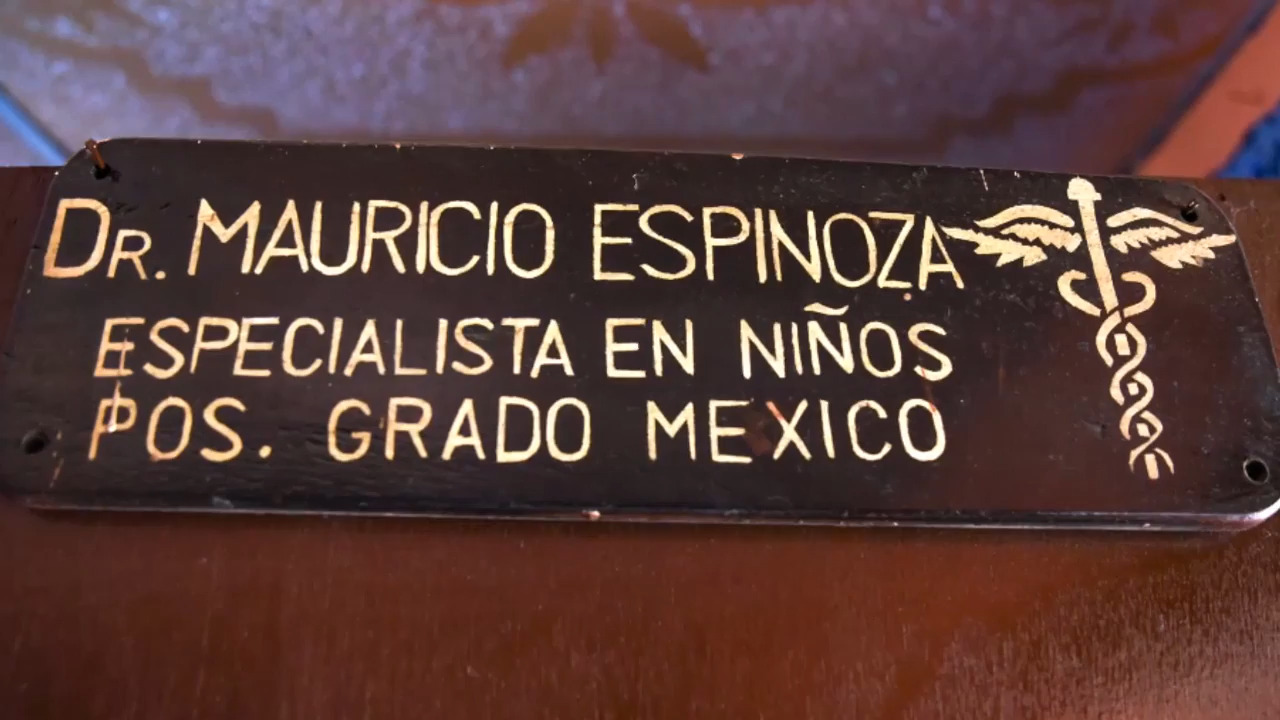 DR. MAURICIO ESPINOZA
ESPECIALISTA EN NIÑOS
POS. GRADO MEXICO